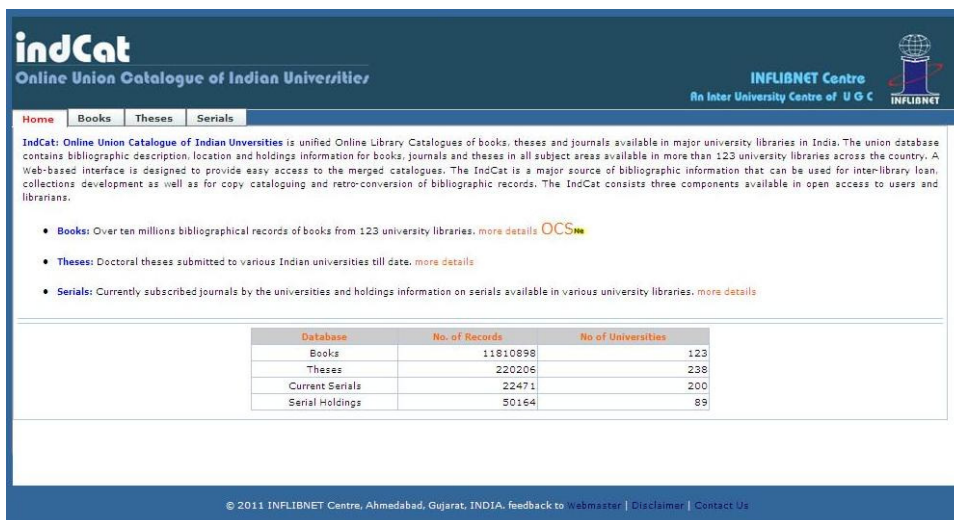 indCat
Online Union Catalogue of Indian Universities
INFLIBNET Centre
An Inter University Centre of U G C
INFLIBNET
Home Books Theses Serials
IndCat: Online Union Catalogue of Indian Unversities is unified Online Library Catalogues of books, theses and journals available in major university libraries in India. The union database
contains bibliographic description, location and holdings information for books, journals and theses in all subject areas available in more than 123 university libraries across the country. A
Web-based interface is designed to provide easy access to the merged catalogues. The IndCat is a major source of bibliographic information that can be used for inter-library loan,
collections development as well as for copy cataloguing and retro-conversion of bibliographic records. The IndCat consists three components available in open access to users and
librarians.
• Books: Over ten millions bibliographical records of books from 123 university libraries. more details OCS
• Theses: Doctoral theses submitted to various Indian universities till date. more details
• Serials: Currently subscribed journals by the universities and holdings information on serials available in various university libraries. more details
Database No. of Records No of Universities
Books 11810898 123
Theses 220206 238
Current Serials 22471 200
Serial Holdings 50164 89
© 2011 INFLIBNET Centre, Ahmedabad, Gujarat, INDIA. feedback to Webmaster | Disclaimer | Contact Us